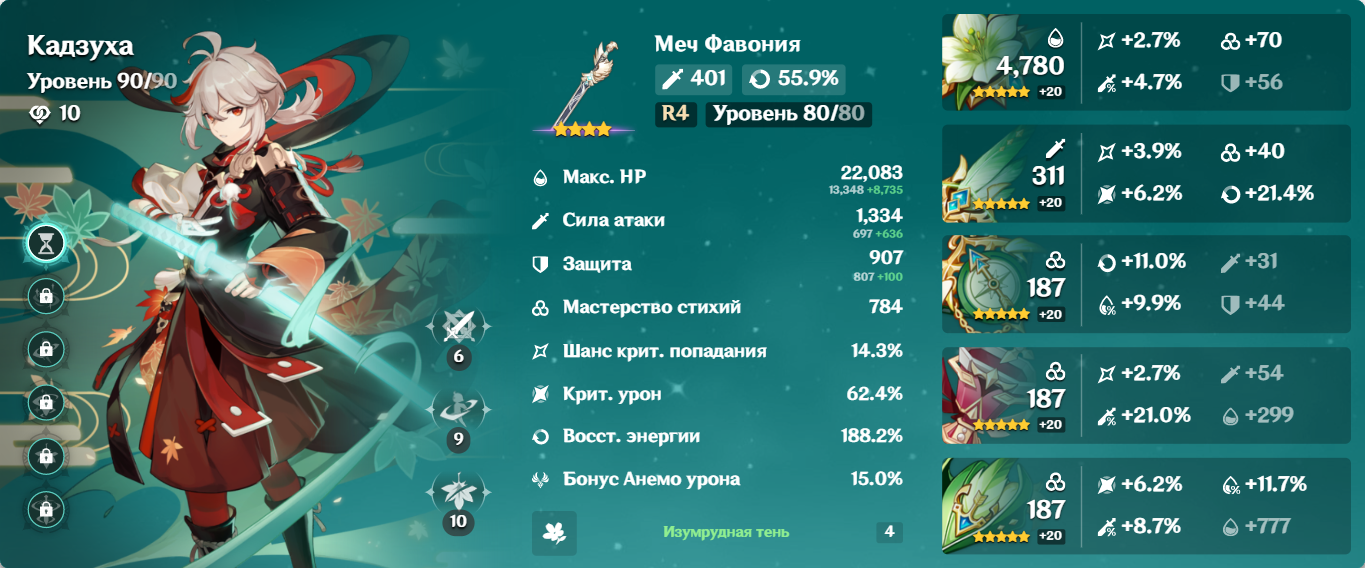 Кадзуха
Уровень 90/90
10
6
9
10
Меч Фавония
401 55.9%
R4 Уровень 80/80
Макс. HP 22,083
13,348 +8,735
Сила атаки 1,334
697 +636
Защита 907
807 +100
Мастерство стихий 784
Шанс крит. попадания 14.3%
Крит. урон 62.4%
Восст. энергии 188.2%
Бонус Анемо урона 15.0%
Изумрудная тень 4
4,780
+20
+2.7% +70
+4.7% +56
311
+20
+3.9% +40
+6.2% +21.4%
187
+20
+11.0% +31
+9.9% +44
187
+20
+2.7% +54
+21.0% +299
187
+20
+6.2% +11.7%
+8.7% +777